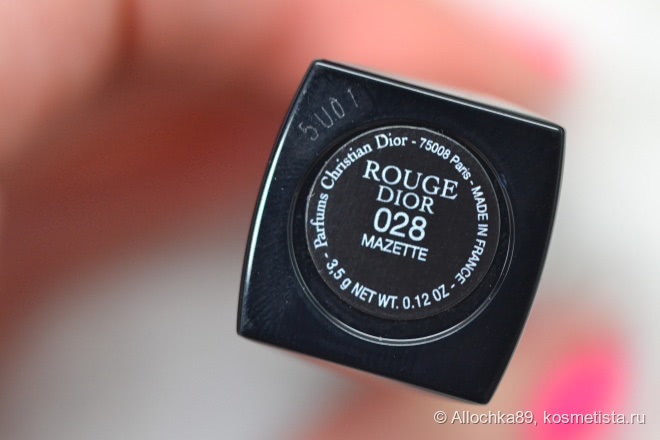 5U01
Parfums Christian Dior - 75008 Paris - MADE IN FRANCE -
ROUGE
DIOR
028
MAZETTE
3,5 g NET WT. 0.12 OZ -
© Allochka89, kosmetista.ru